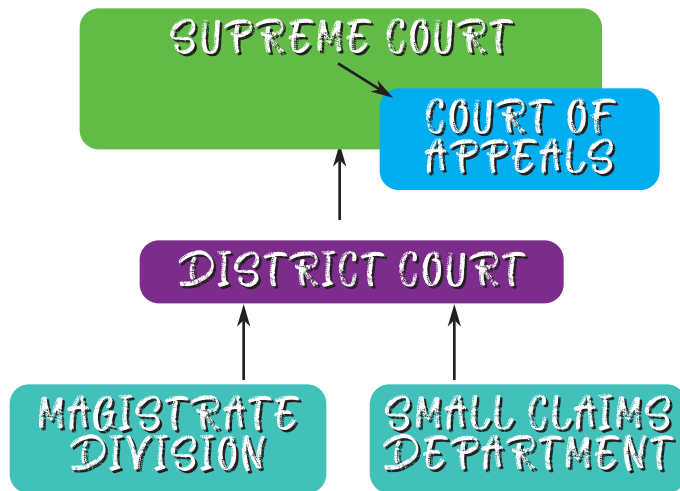 SUPREME COURT
COURT OF
APPEALS
DISTRICT COURT
MAGISTRATE
DIVISION
SMALL CLAIMS
DEPARTMENT